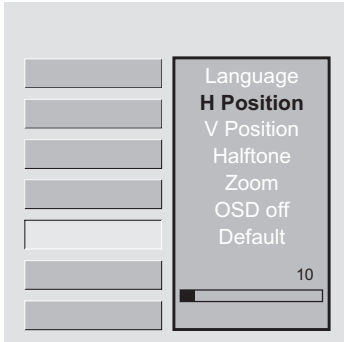 Language
H Position
V Position
Halftone
Zoom
OSD off
Default
10